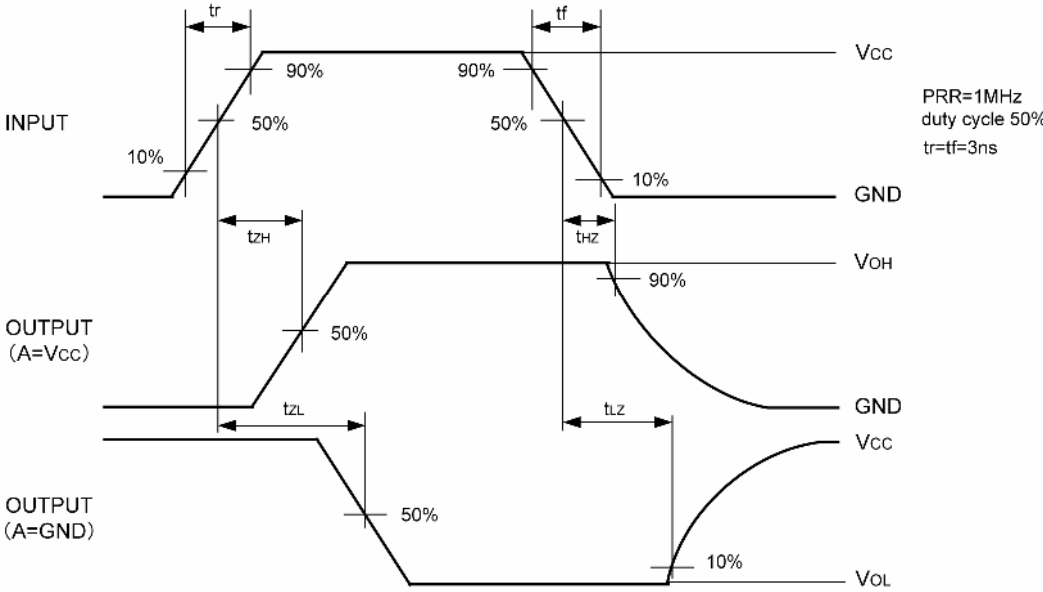 tr
tf
VCC
90%
90%
PRR=1MHz
INPUT
50%
50%
duty cycle 50%
tr=tf=3ns
10%
10%
GND
tZH
tHZ
VOH
90%
OUTPUT
(A=VCC)
50%
tZL
tLZ
GND
VCC
OUTPUT
(A=GND)
50%
10%
VOL